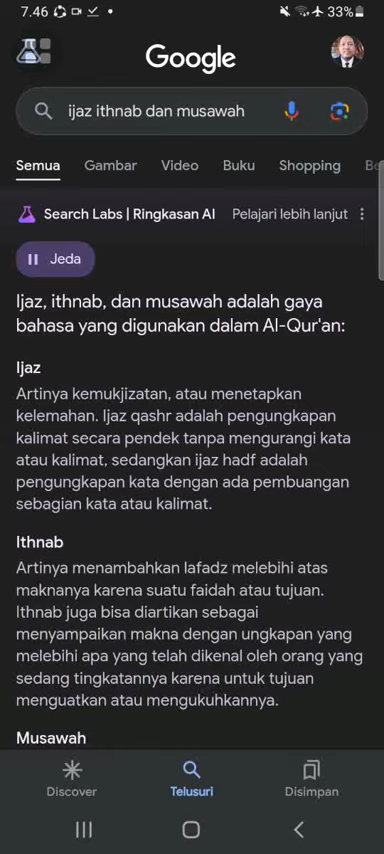 7.46
33%
Google
ijaz ithnab dan musawah
Semua Gambar Video Buku Shopping Be
Search Labs | Ringkasan AI Pelajari lebih lanjut
Jeda
Ijaz, ithnab, dan musawah adalah gaya
bahasa yang digunakan dalam Al-Qur'an:
Ijaz
Artinya kemukjizatan, atau menetapkan
kelemahan. Ijaz qashr adalah pengungkapan
kalimat secara pendek tanpa mengurangi kata
atau kalimat, sedangkan ijaz hadf adalah
pengungkapan kata dengan ada pembuangan
sebagian kata atau kalimat.
Ithnab
Artinya menambahkan lafadz melebihi atas
maknanya karena suatu faidah atau tujuan.
Ithnab juga bisa diartikan sebagai
menyampaikan makna dengan ungkapan yang
melebihi apa yang telah dikenal oleh orang yang
sedang tingkatannya karena untuk tujuan
menguatkan atau mengukuhkannya.
Musawah
Discover Telusuri Disimpan